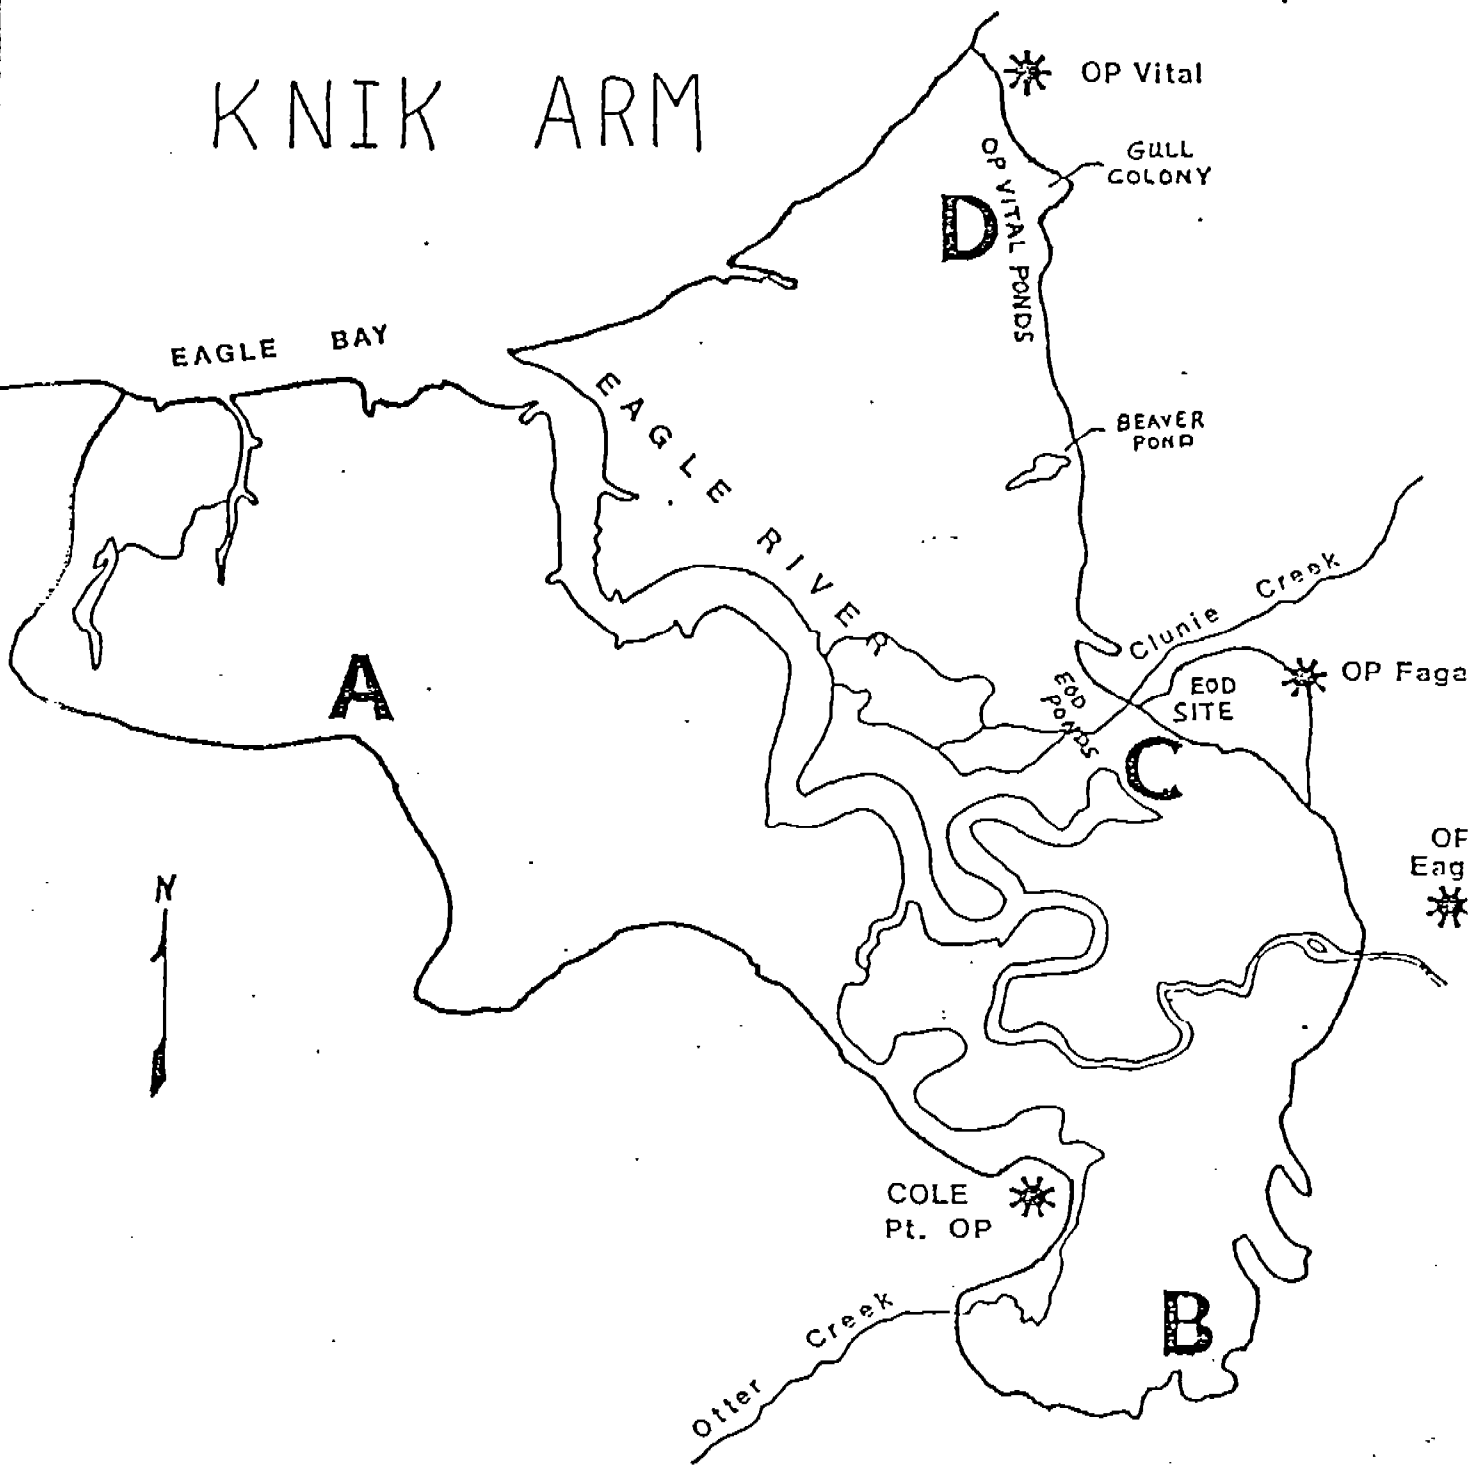 KNIK ARM
OP Vital
GULL
COLONY
OP VITAL PONDS
D
EAGLE BAY
EAGLE RIVER
BEAVER
POND
Clunie Creek
OP Faga
EOD
SITE
EOD
PONDS
C
A
N
Eag
COLE
Pt. OP
B
Otter Creek